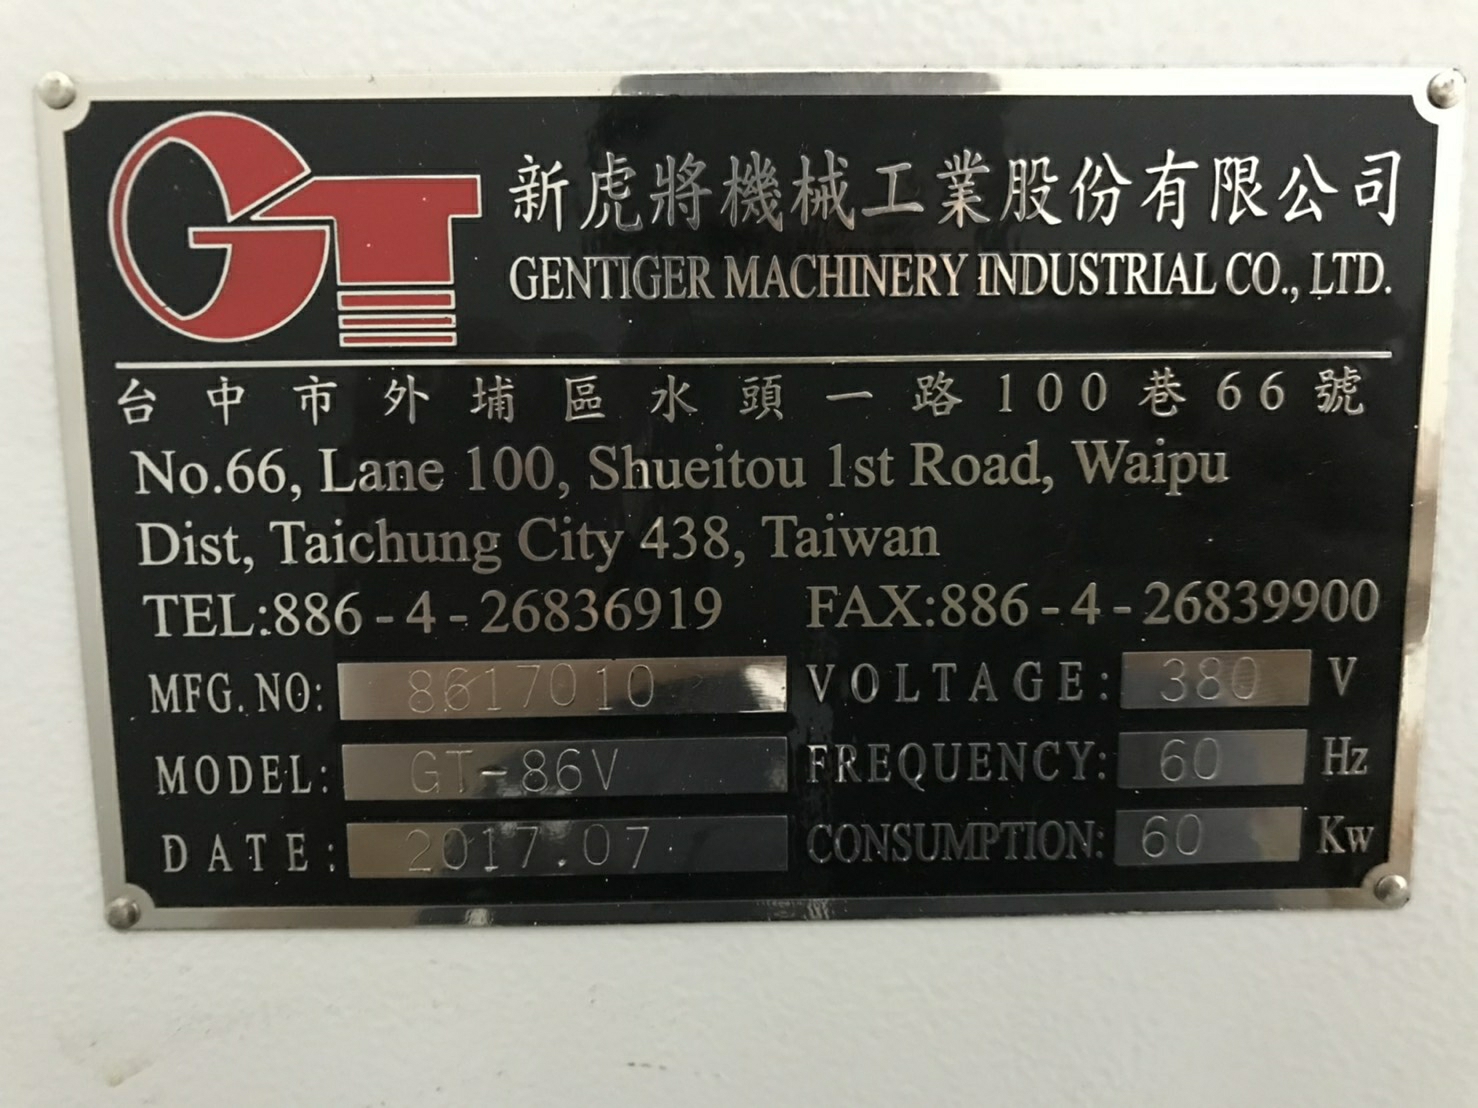 GT
新虎將機械工業股份有限公司
GENTIGER MACHINERY INDUSTRIAL CO., LTD.
台中市外埔區水頭一路100巷66號
No.66, Lane 100, Shueitou 1st Road, Waipu
Dist, Taichung City 438, Taiwan
TEL:886-4-26836919 FAX:886-4-26839900
MFG. NO: 8617010 VOLTAGE: 380 V
MODEL: GT-86V FREQUENCY: 60 Hz
DATE: 2017.07 CONSUMPTION: 60 Kw